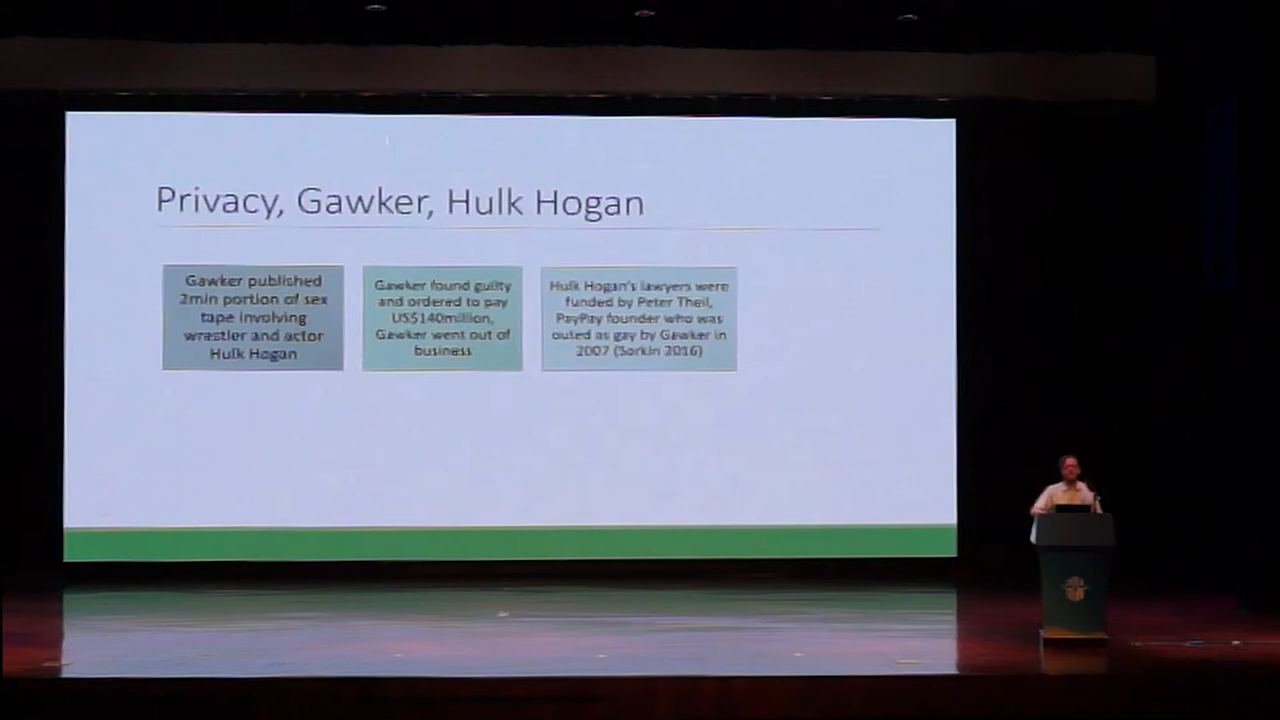 Privacy, Gawker, Hulk Hogan
Gawker published
2min portion of sex
tape involving
wrestler and actor
Hulk Hogan
Gawker found guilty
and ordered to pay
US$140million,
Gawker went out of
business
Hulk Hogan's lawyers were
funded by Peter Theil,
PayPay founder who was
outed as gay by Gawker in
2007 (Sorkin 2016)